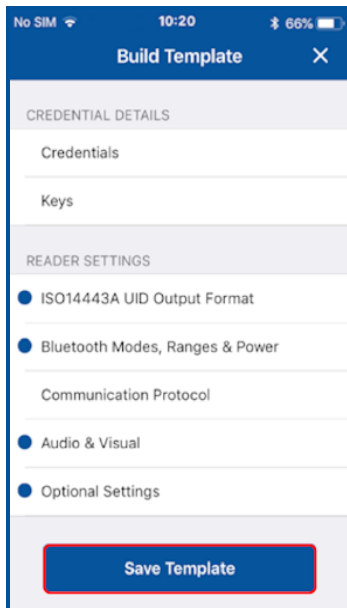 No SIM 10:20 66%
Build Template
CREDENTIAL DETAILS
Credentials
Keys
READER SETTINGS
ISO14443A UID Output Format
Bluetooth Modes, Ranges & Power
Communication Protocol
Audio & Visual
Optional Settings
Save Template